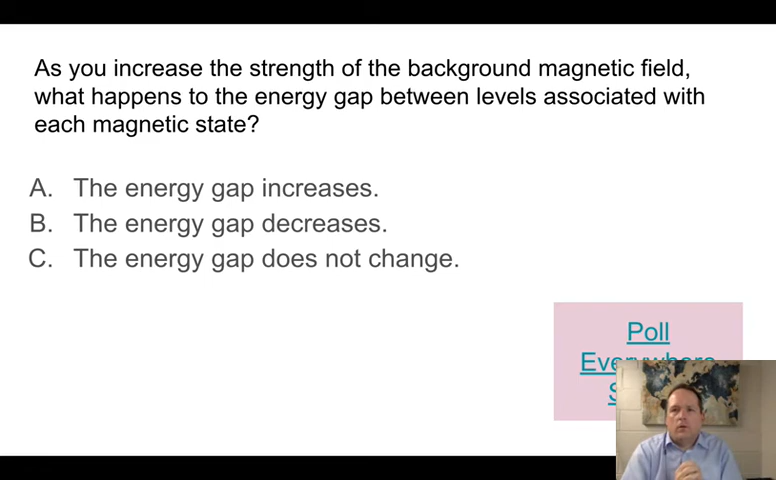 As you increase the strength of the background magnetic field,
what happens to the energy gap between levels associated with
each magnetic state?
A. The energy gap increases.
B. The energy gap decreases.
C. The energy gap does not change.
Poll